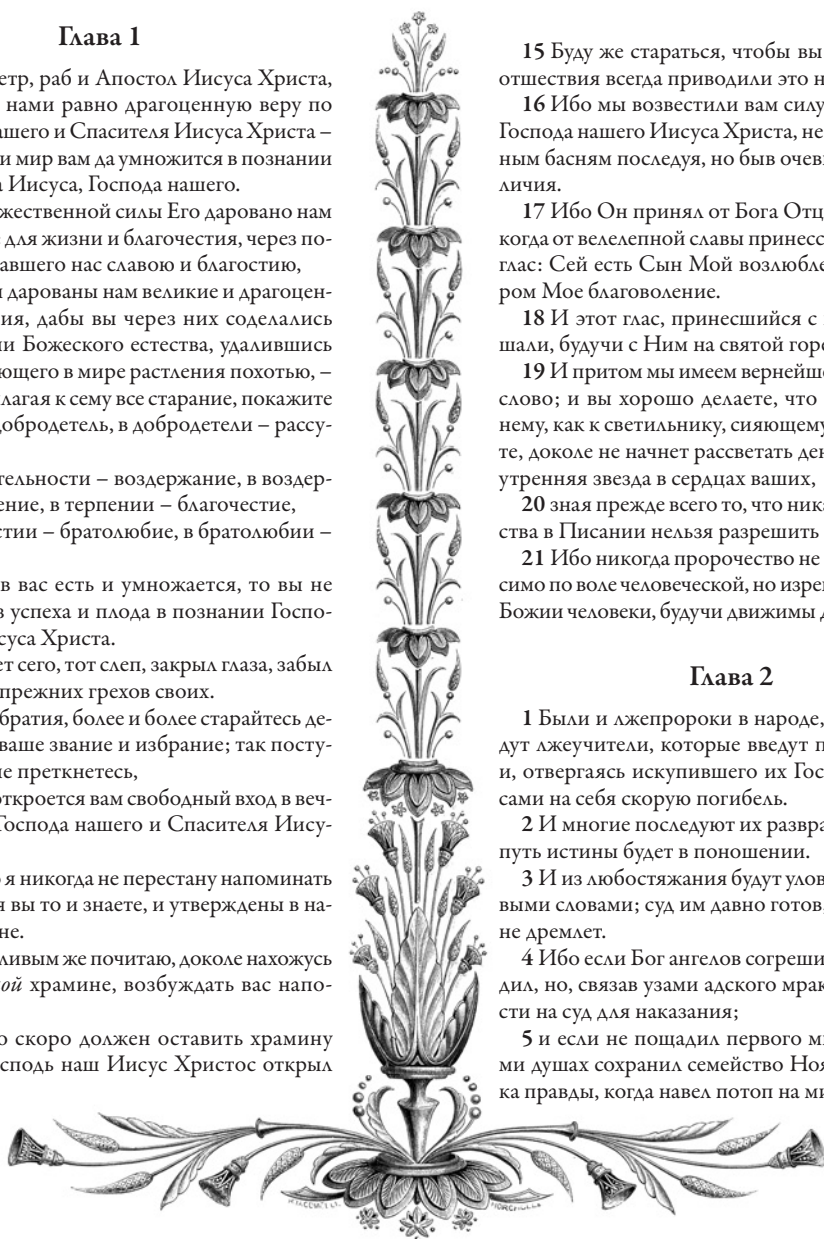 Глава 1
етр, раб и Апостол Иисуса Христа,
нами равно драгоценную веру по
ашего и Спасителя Иисуса Христа –
и мир вам да умножится в познании
а Иисуса, Господа нашего.
жественной силы Его даровано нам
е для жизни и благочестия, через по-
авшего нас славою и благостию,
и дарованы нам великие и драгоцен-
ия, дабы вы через них соделались
ии Божеского естества, удалившись
ющего в мире растления похотью, –
лагая к сему все старание, покажите
добродетель, в добродетели – рассу-
тельности – воздержание, в воздер-
ение, в терпении – благочестие,
стии – братолюбие, в братолюбии –
в вас есть и умножается, то вы не
з успеха и плода в познании Госпо-
суса Христа.
ет сего, тот слеп, закрыл глаза, забыл
прежних грехов своих.
братия, более и более старайтесь де-
ваше звание и избрание; так посту-
не преткнетесь,
откроется вам свободный вход в веч-
Господа нашего и Спасителя Иису-
о я никогда не перестану напоминать
я вы то и знаете, и утверждены в на-
не.
ливым же почитаю, доколе нахожусь
ной храмине, возбуждать вас напо-
о скоро должен оставить храмину
сподь наш Иисус Христос открыл
15 Буду же стараться, чтобы вы
отшествия всегда приводили это н
16 Ибо мы возвестили вам силу
Господа нашего Иисуса Христа, не
ным басням последуя, но быв очеви
личия.
17 Ибо Он принял от Бога Отц
когда от велелепной славы принесс
глас: Сей есть Сын Мой возлюбле
ром Мое благоволение.
18 И этот глас, принесшийся с
шали, будучи с Ним на святой горе
19 И притом мы имеем вернейше
слово; и вы хорошо делаете, что
нему, как к светильнику, сияющему
те, доколе не начнет рассветать ден
утренняя звезда в сердцах ваших,
20 зная прежде всего то, что ника
ства в Писании нельзя разрешить
21 Ибо никогда пророчество не
симо по воле человеческой, но изрек
Божии человеки, будучи движимы Д
Глава 2
1 Были и лжепророки в народе,
дут лжеучители, которые введут п
и, отвергаясь искупившего их Гос
сами на себя скорую погибель.
2 И многие последуют их развра
путь истины будет в поношении.
3 И из любостяжания будут улов
выми словами; суд им давно готов,
не дремлет.
4 Ибо если Бог ангелов согреши
дил, но, связав узами адского мрак
сти на суд для наказания;
5 и если не пощадил первого ми
ми душах сохранил семейство Ноя
ка правды, когда навел потоп на ми